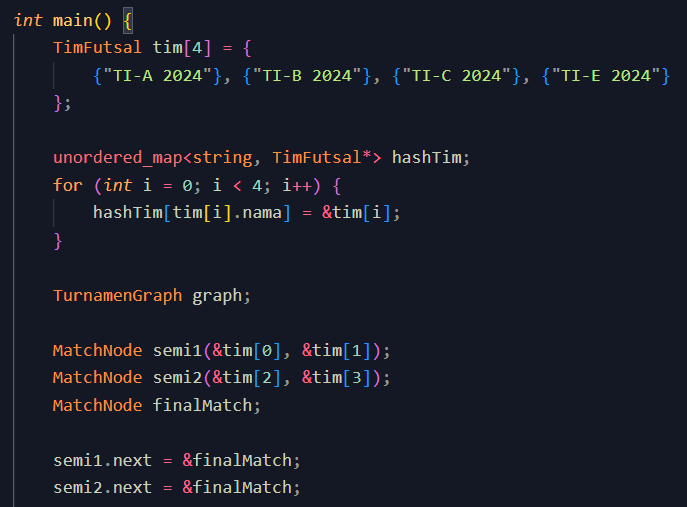 int main() {
    TimFutsal tim[4] = {
        {"TI-A 2024"}, {"TI-B 2024"}, {"TI-C 2024"}, {"TI-E 2024"}
    };

    unordered_map<string, TimFutsal*> hashTim;
    for (int i = 0; i < 4; i++) {
        hashTim[tim[i].nama] = &tim[i];
    }

    TurnamenGraph graph;

    MatchNode semi1(&tim[0], &tim[1]);
    MatchNode semi2(&tim[2], &tim[3]);
    MatchNode finalMatch;

    semi1.next = &finalMatch;
    semi2.next = &finalMatch;